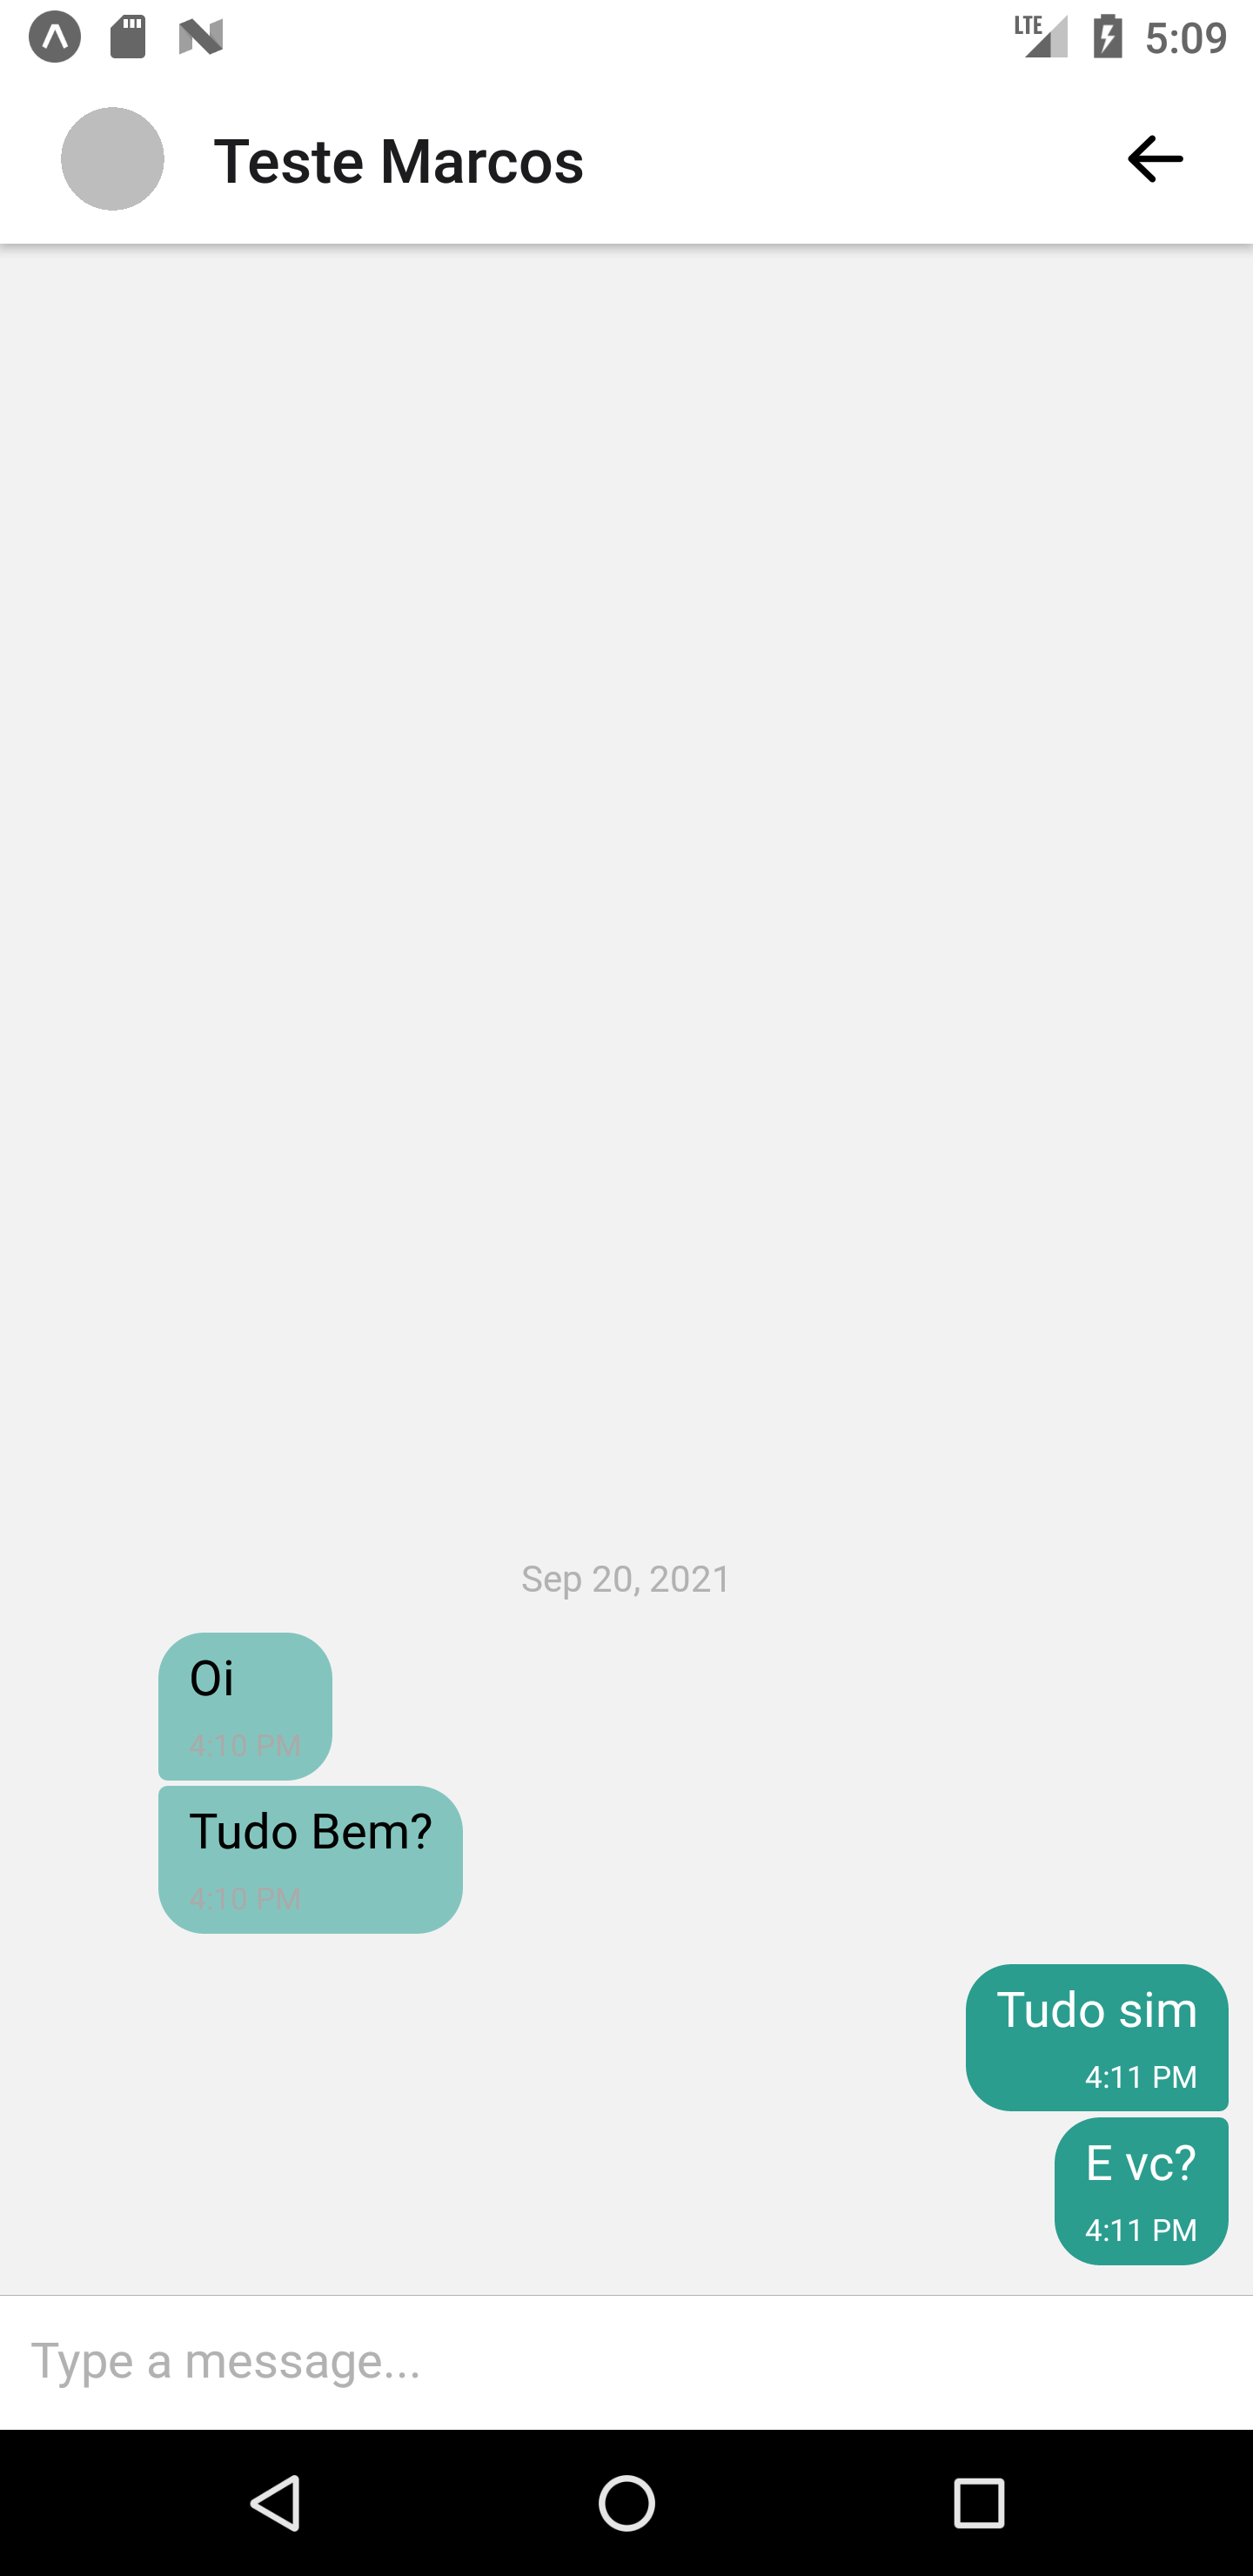 LTE 5:09
Teste Marcos
Sep 20, 2021
Oi
4:10 PM
Tudo Bem?
4:10 PM
Tudo sim
4:11 PM
E vc?
4:11 PM
Type a message...